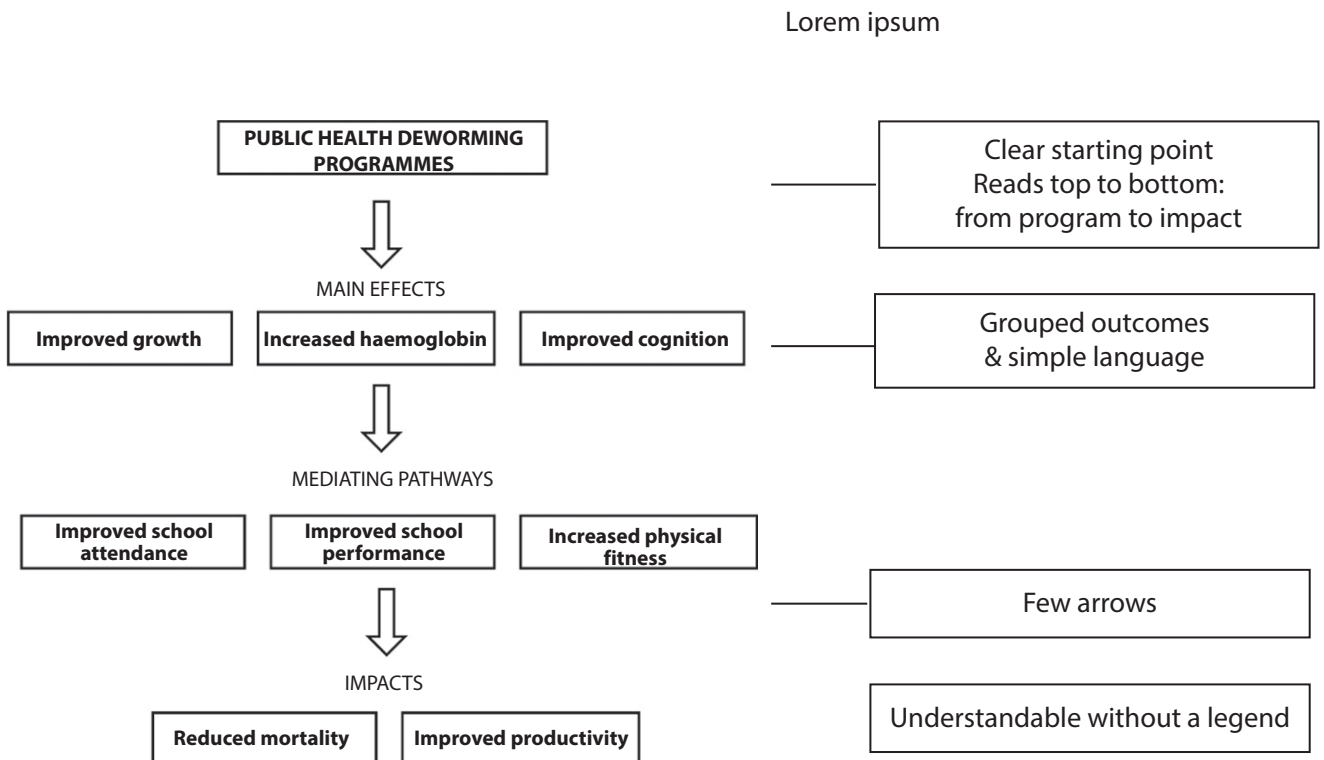 Lorem ipsum
PUBLIC HEALTH DEWORMING
PROGRAMMES
Clear starting point
Reads top to bottom:
from program to impact
MAIN EFFECTS
Improved growth
Increased haemoglobin
Improved cognition
Grouped outcomes
& simple language
MEDIATING PATHWAYS
Improved school
attendance
Improved school
performance
Increased physical
fitness
Few arrows
IMPACTS
Reduced mortality
Improved productivity
Understandable without a legend